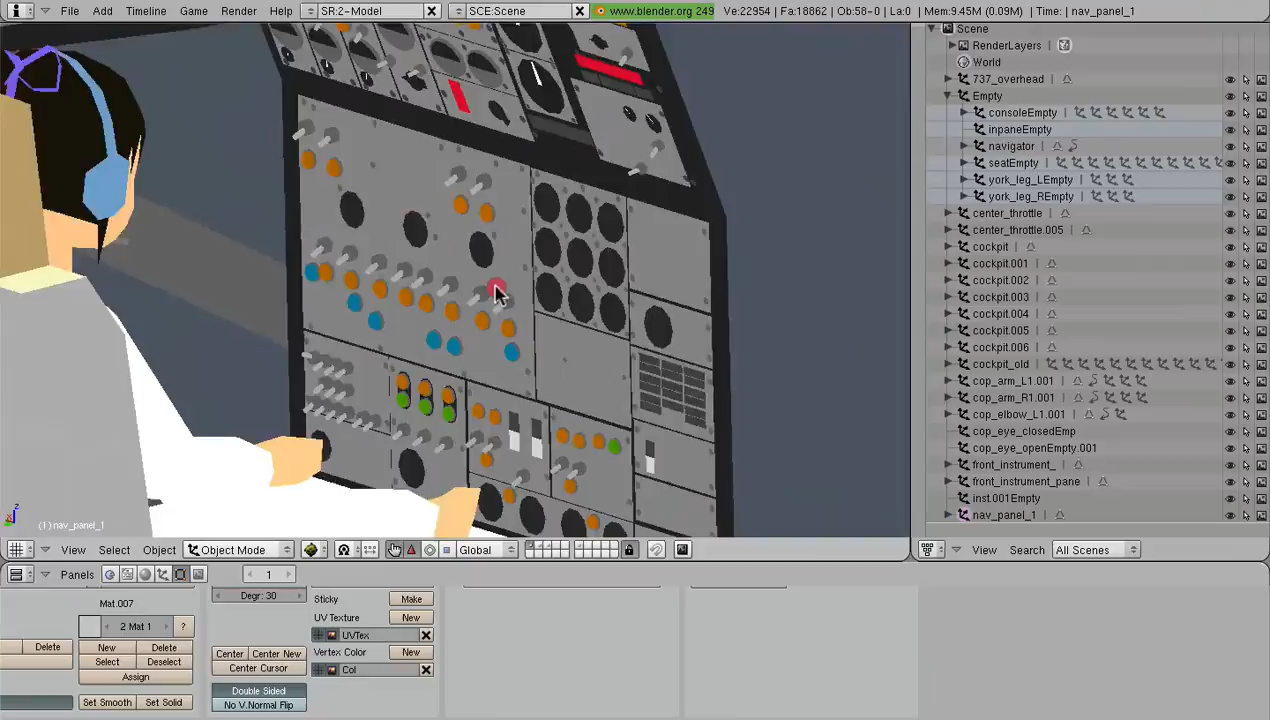 Add Timeline Game Render Help SR:2-Model SCE:Scene www.blender.org 249 Ve:22954 | Fa:18862 | Ob:58-0 | La:0 | Mem:9.45M (0.09M) | Time: | nav_panel_1
Scene
RenderLayers |
World
737_overhead |
Empty
consoleEmpty |
inpaneEmpty
navigator |
seatEmpty |
york_leg_LEmpty |
york_leg_REmpty |
center_throttle |
center_throttle.005 |
cockpit |
cockpit.001 |
cockpit.002 |
cockpit.003 |
cockpit.004 |
cockpit.005 |
cockpit.006 |
cockpit_old |
cop_arm_L1.001 |
cop_arm_R1.001 |
cop_elbow_L1.001 |
cop_eye_closedEmp
cop_eye_openEmpty.001
front_instrument_ |
front_instrument_pane |
inst.001Empty
nav_panel_1 |
z
(1) nav_panel_1
View Select Object Object Mode Global
View Search All Scenes
Panels 1
Mat.007
2 Mat 1 ?
Delete
New Delete
Select Deselect
Assign
Set Smooth Set Solid
Degr: 30
Center Center New
Center Cursor
Double Sided
No V.Normal Flip
Sticky Make
UV Texture New
UVTex
Vertex Color New
Col